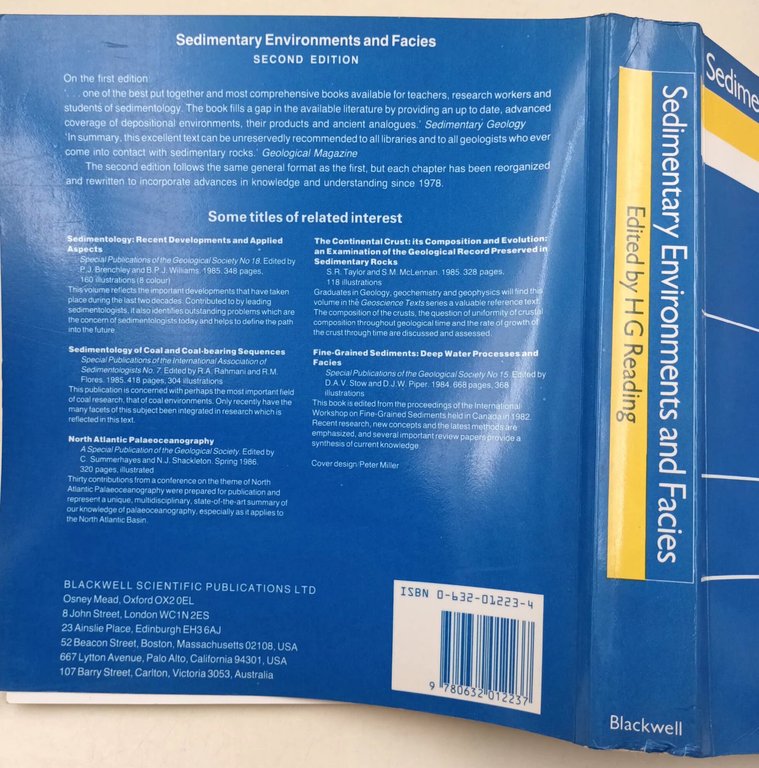 Sedimentary Environments and Facies
SECOND EDITION
On the first edition:
'. . . one of the best put together and most comprehensive books available for teachers, research workers and
students of sedimentology. The book fills a gap in the available literature by providing an up to date, advanced
coverage of depositional environments, their products and ancient analogues.' Sedimentary Geology
'In summary, this excellent text can be unreservedly recommended to all libraries and to all geologists who ever
come into contact with sedimentary rocks.' Geological Magazine
The second edition follows the same general format as the first, but each chapter has been reorganized
and rewritten to incorporate advances in knowledge and understanding since 1978.
Some titles of related interest
Sedimentology: Recent Developments and Applied
Aspects
Special Publications of the Geological Society No 18. Edited by
P.J. Brenchley and B.P.J. Williams. 1985. 348 pages,
160 illustrations (8 colour)
This volume reflects the important developments that have taken
place during the last two decades. Contributed to by leading
sedimentologists, it also identifies outstanding problems which are
the concern of sedimentologists today and helps to define the path
into the future.
Sedimentology of Coal and Coal-bearing Sequences
Special Publications of the International Association of
Sedimentologists No. 7. Edited by R.A. Rahmani and R.M.
Flores. 1985. 418 pages, 304 illustrations
This publication is concerned with perhaps the most important field
of coal research, that of coal environments. Only recently have the
many facets of this subject been integrated in research which is
reflected in this text.
North Atlantic Palaeoceanography
A Special Publication of the Geological Society. Edited by
C. Summerhayes and N.J. Shackleton. Spring 1986.
320 pages, illustrated
Thirty contributions from a conference on the theme of North
Atlantic Palaeoceanography were prepared for publication and
represent a unique, multidisciplinary, state-of-the-art summary of
our knowledge of palaeoceanography, especially as it applies to
the North Atlantic Basin.
The Continental Crust: its Composition and Evolution:
an Examination of the Geological Record Preserved in
Sedimentary Rocks
S.R. Taylor and S.M. McLennan. 1985. 328 pages,
118 illustrations
Graduates in Geology, geochemistry and geophysics will find this
volume in the Geoscience Texts series a valuable reference text.
The composition of the crusts, the question of uniformity of crustal
composition throughout geological time and the rate of growth of
the crust through time are discussed and assessed.
Fine-Grained Sediments: Deep Water Processes and
Facies
Special Publications of the Geological Society No 15. Edited by
D.A.V. Stow and D.J.W. Piper. 1984. 668 pages, 368
illustrations
This book is edited from the proceedings of the International
Workshop on Fine-Grained Sediments held in Canada in 1982.
Recent research, new concepts and the latest methods are
emphasized, and several important review papers provide a
synthesis of current knowledge.
Cover design: Peter Miller
BLACKWELL SCIENTIFIC PUBLICATIONS LTD
Osney Mead, Oxford OX2 0EL
8 John Street, London WC1N 2ES
23 Ainslie Place, Edinburgh EH3 6AJ
52 Beacon Street, Boston, Massachusetts 02108, USA
667 Lytton Avenue, Palo Alto, California 94301, USA
107 Barry Street, Carlton, Victoria 3053, Australia
ISBN 0-632-01223-4
9 780632 012237
Sedimentary Environments and Facies
Edited by H G Reading
Blackwell
Sedime